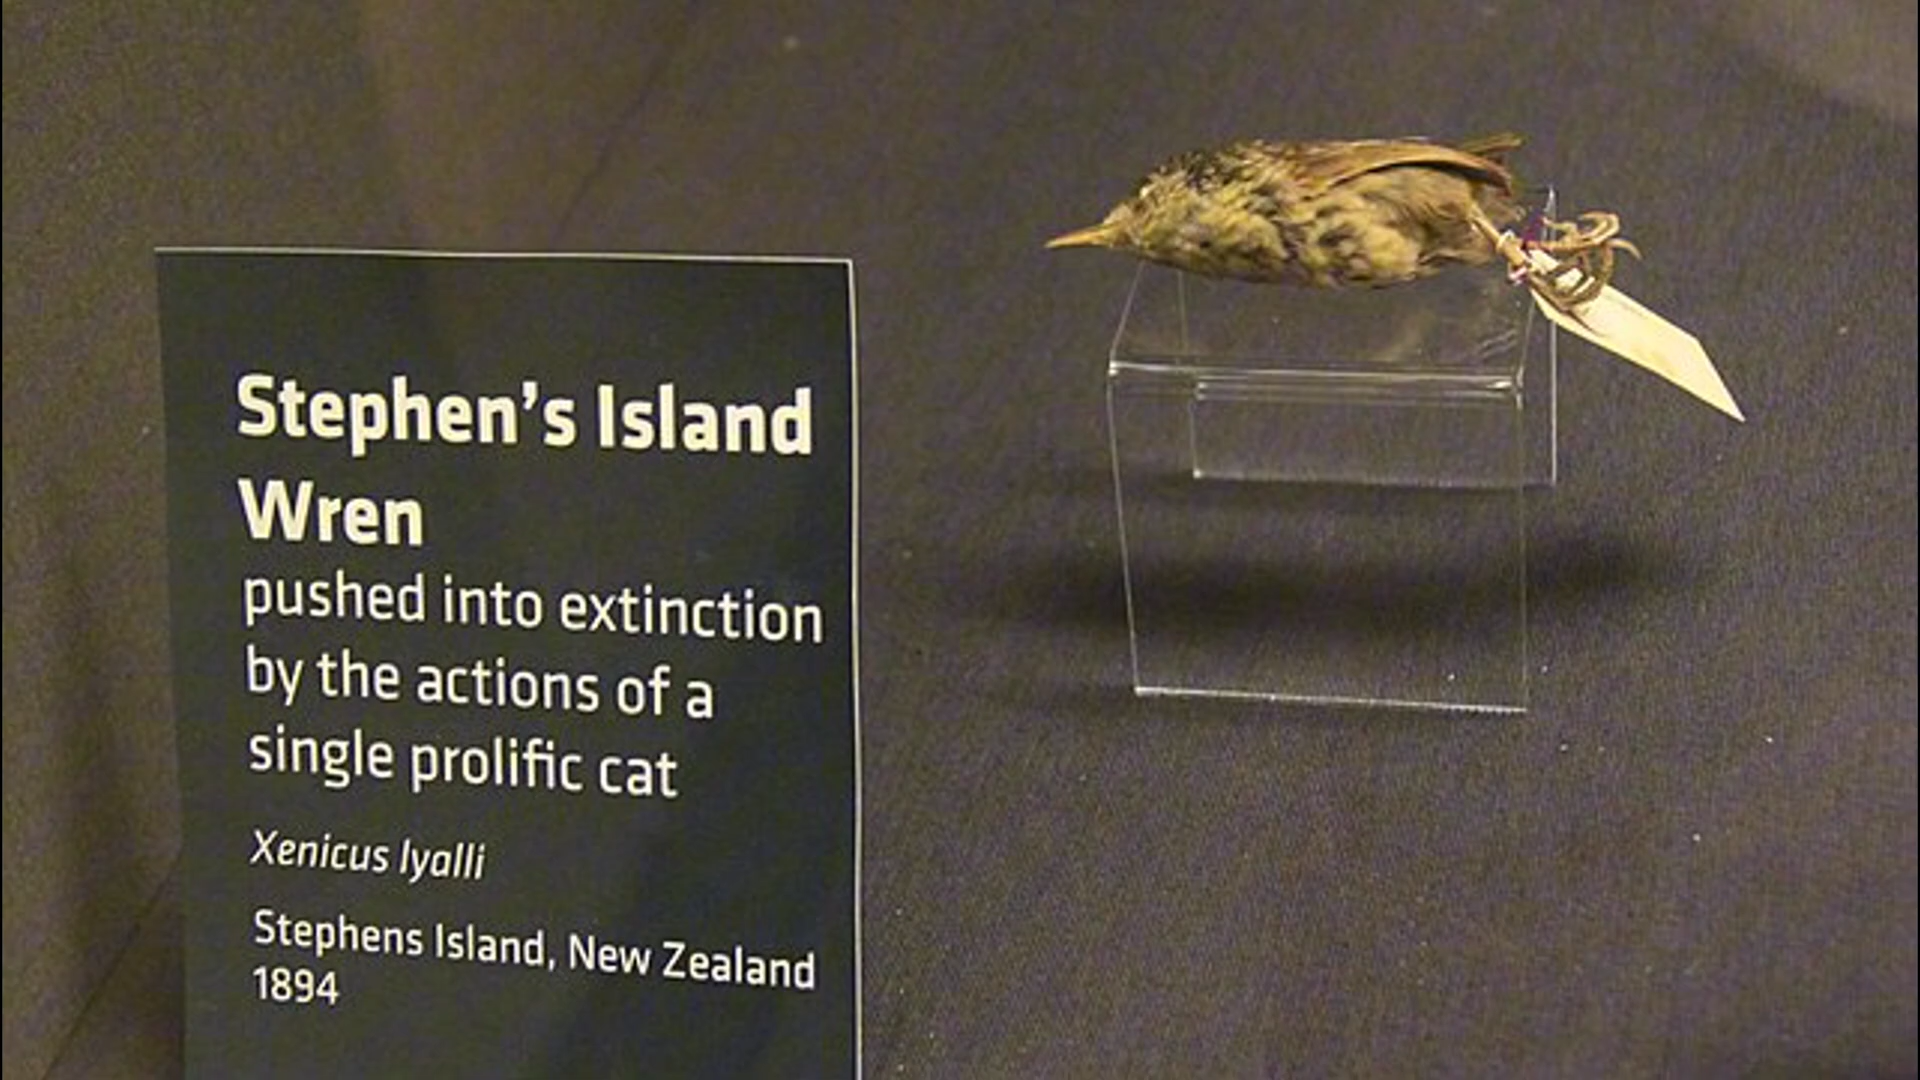 Stephen’s Island
Wren
pushed into extinction
by the actions of a
single prolific cat
Xenicus lyalli
Stephens Island, New Zealand
1894